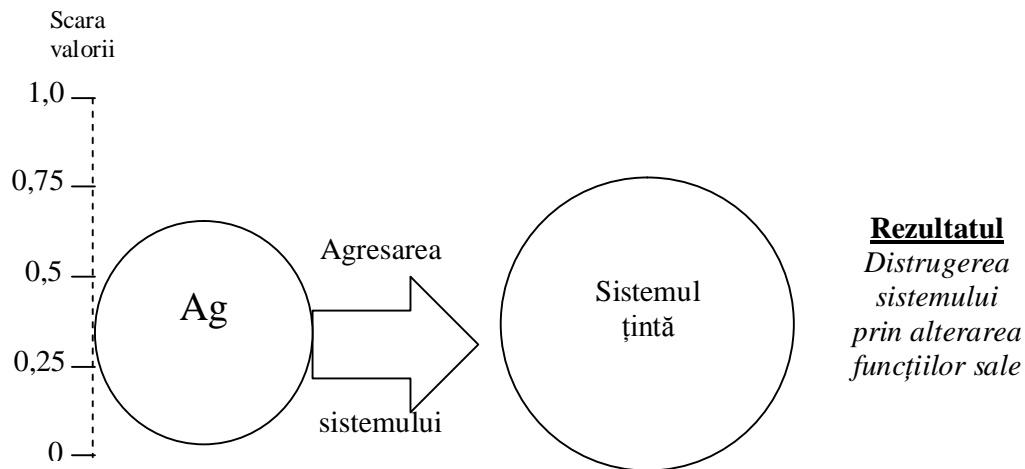 Scara
valorii
1,0
0,75
0,5
0,25
0
Ag
Agresarea
sistemului
Sistemul
țintă
Rezultatul
Distrugerea
sistemului
prin alterarea
funcțiilor sale